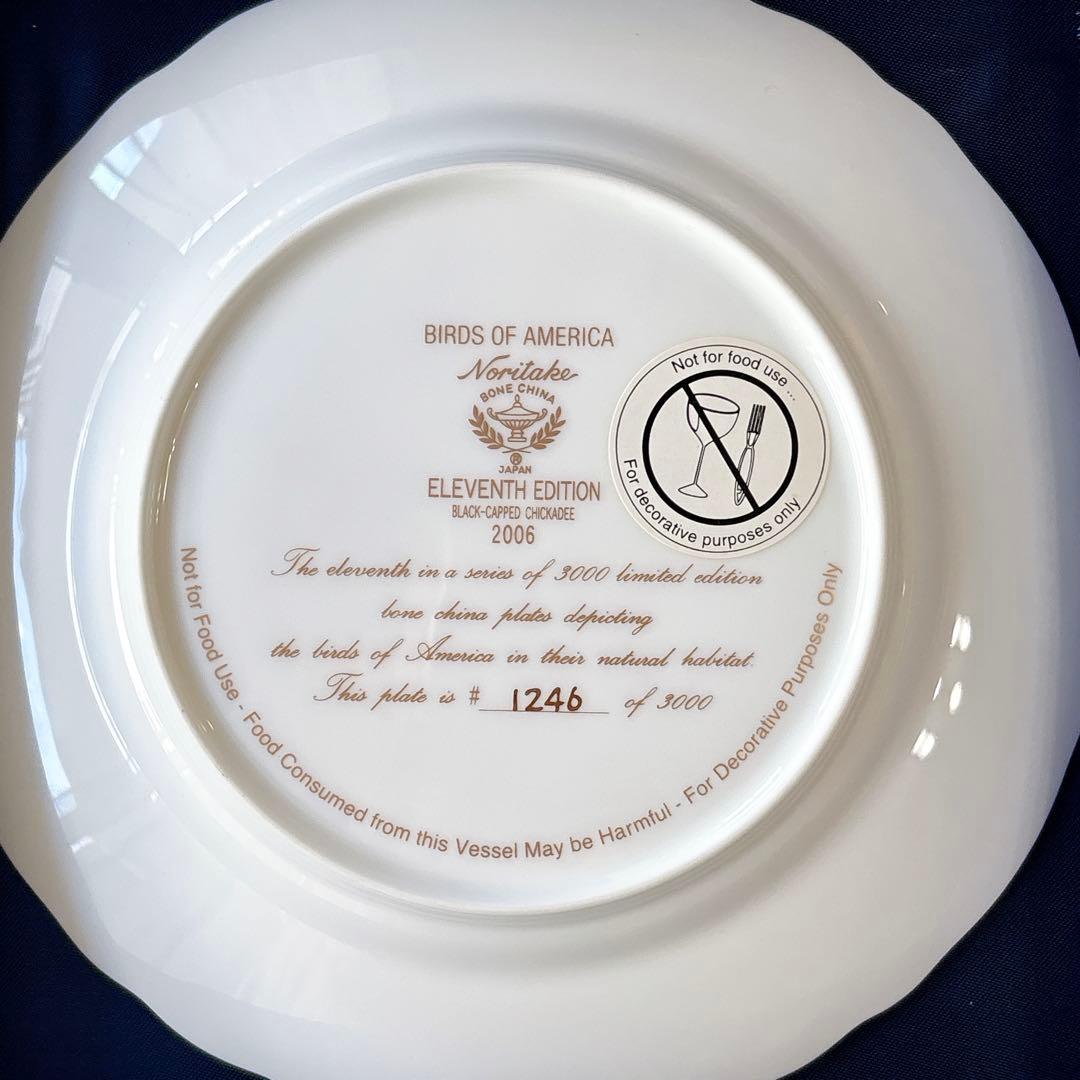 BIRDS OF AMERICA
Noritake
BONE CHINA
®
JAPAN
ELEVENTH EDITION
BLACK-CAPPED CHICKADEE
2006
The eleventh in a series of 3000 limited edition
bone china plates depicting
the birds of America in their natural habitat.
This plate is # 1246 of 3000
Not for Food Use - Food Consumed from this Vessel May be Harmful - For Decorative Purposes Only
Not for food use ...
For decorative purposes only